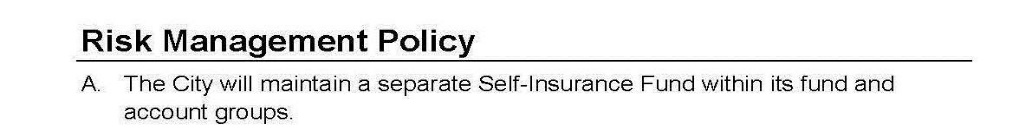 Risk Management Policy
A. The City will maintain a separate Self-Insurance Fund within its fund and
account groups.